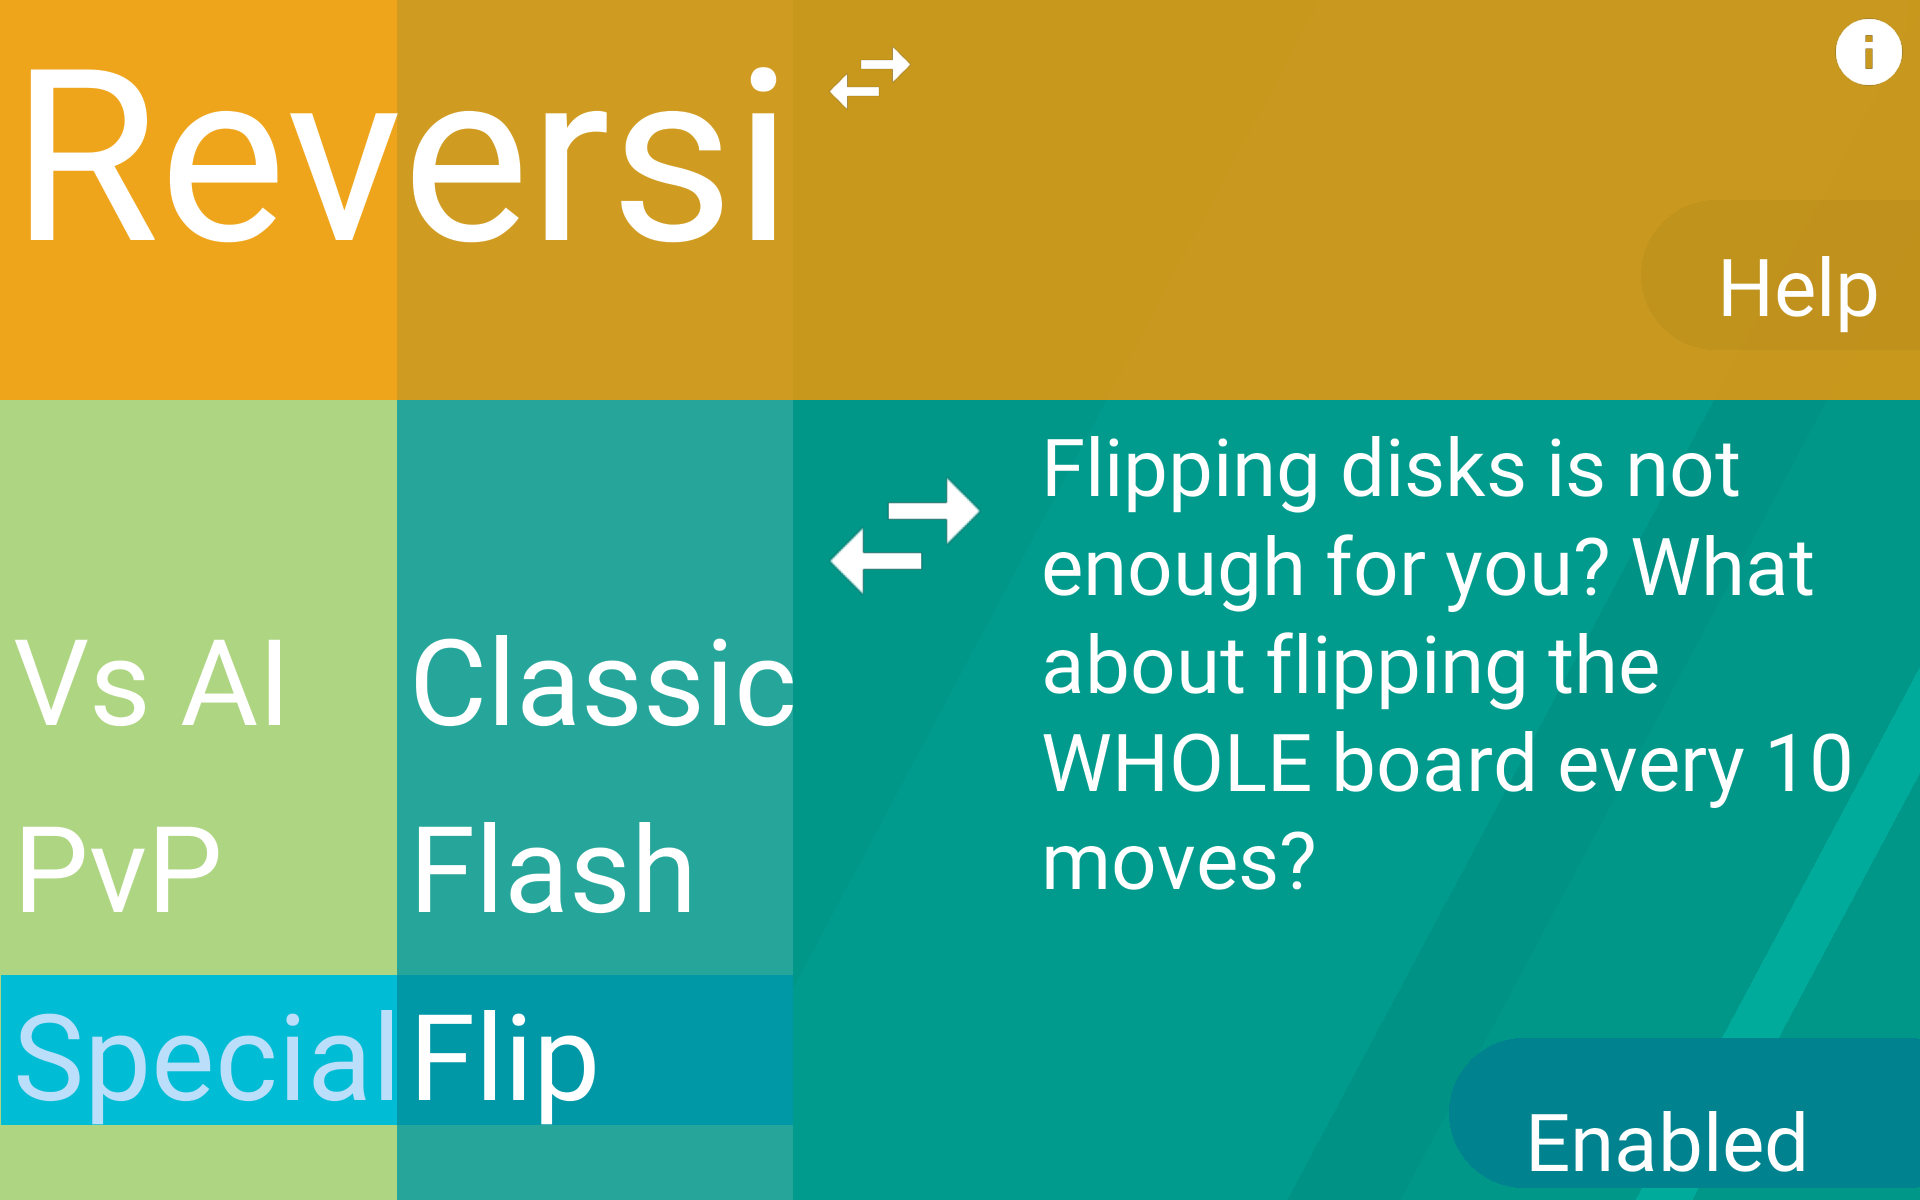 Reversi
Help
Vs AI
PvP
Special
Classic
Flash
Flip
Flipping disks is not
enough for you? What
about flipping the
WHOLE board every 10
moves?
Enabled